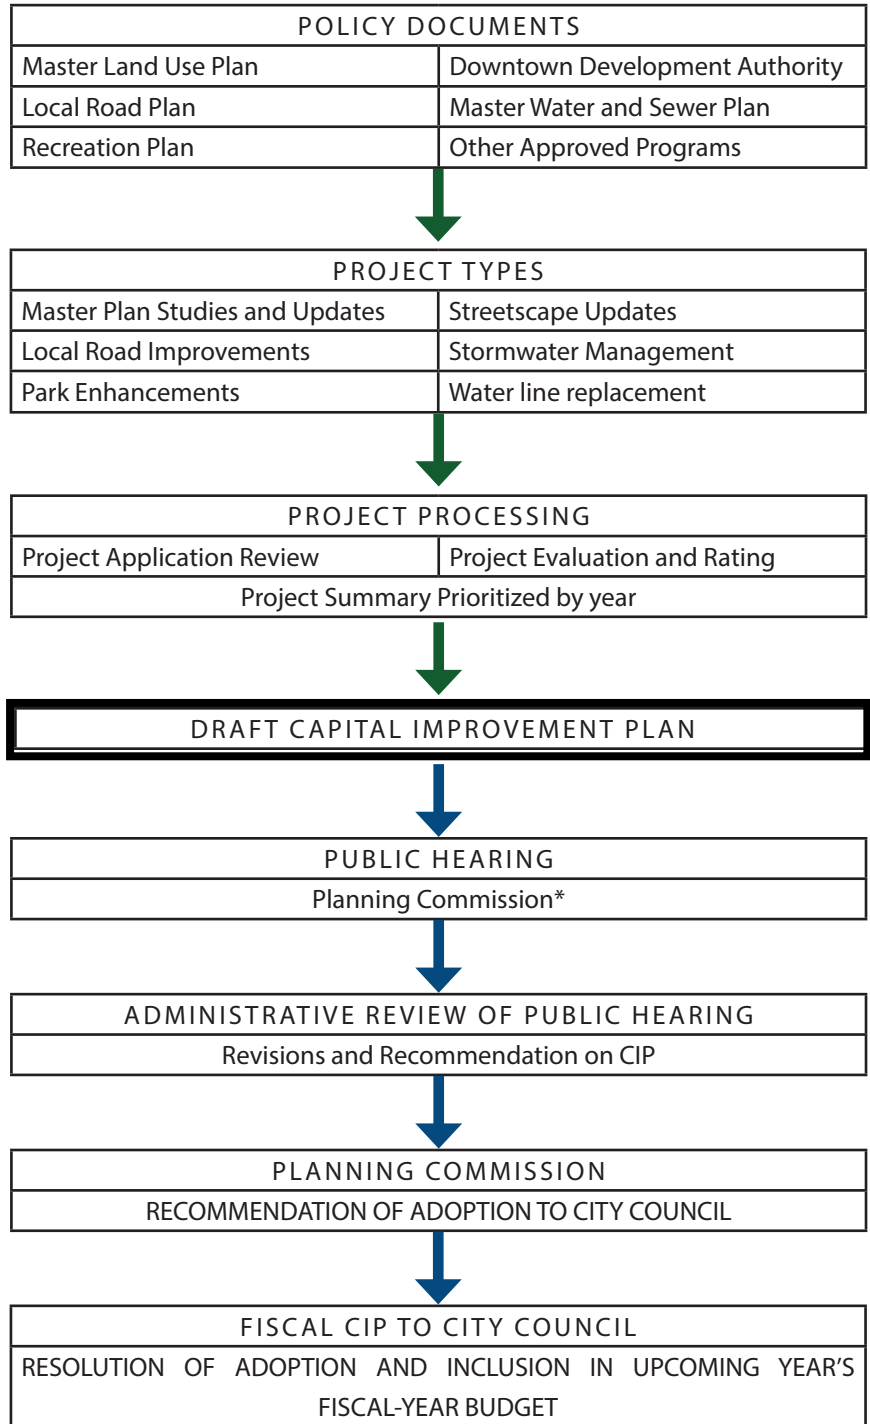 POLICY DOCUMENTS
Master Land Use Plan
Downtown Development Authority
Local Road Plan
Master Water and Sewer Plan
Recreation Plan
Other Approved Programs
PROJECT TYPES
Master Plan Studies and Updates
Streetscape Updates
Local Road Improvements
Stormwater Management
Park Enhancements
Water line replacement
PROJECT PROCESSING
Project Application Review
Project Evaluation and Rating
Project Summary Prioritized by year
DRAFT CAPITAL IMPROVEMENT PLAN
PUBLIC HEARING
Planning Commission*
ADMINISTRATIVE REVIEW OF PUBLIC HEARING
Revisions and Recommendation on CIP
PLANNING COMMISSION
RECOMMENDATION OF ADOPTION TO CITY COUNCIL
FISCAL CIP TO CITY COUNCIL
RESOLUTION OF ADOPTION AND INCLUSION IN UPCOMING YEAR'S
FISCAL-YEAR BUDGET